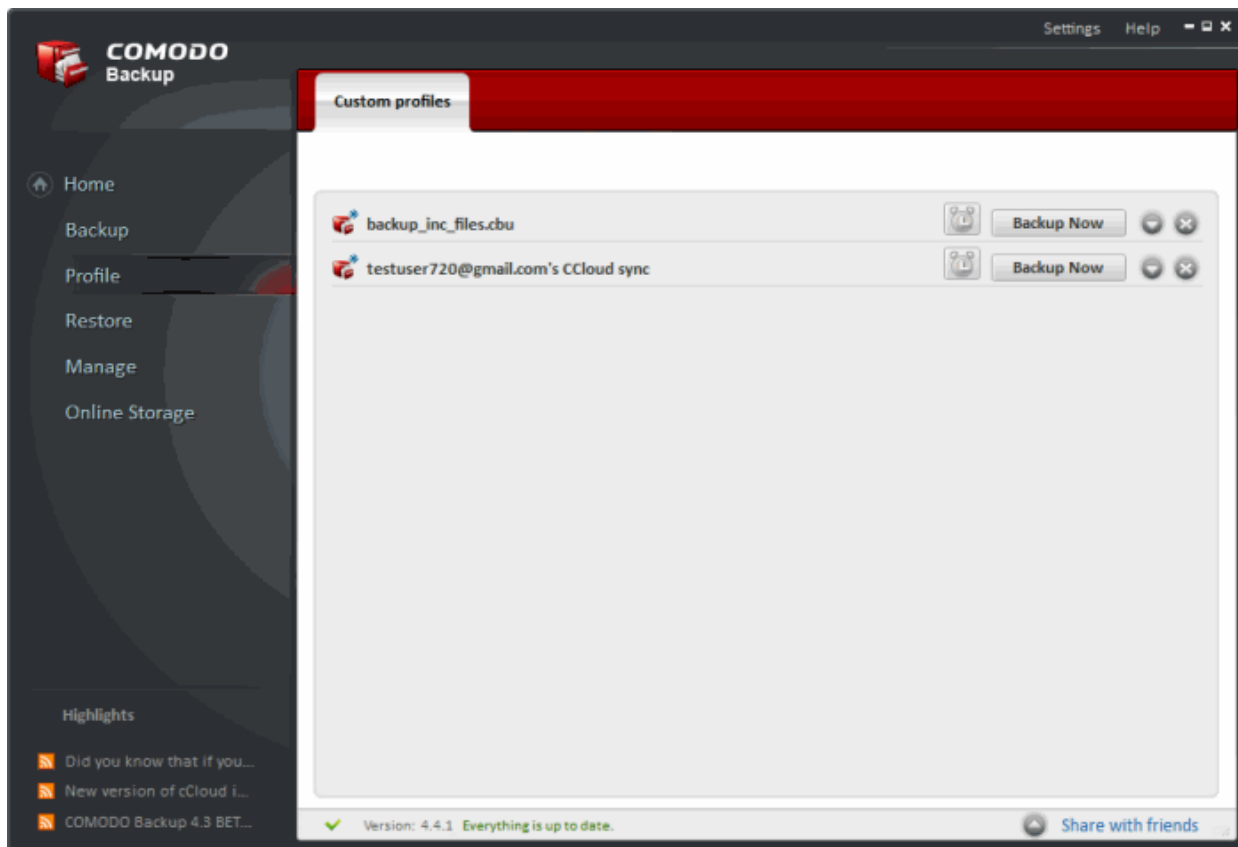 Settings Help
COMODO
Backup
Custom profiles
Home
Backup
Profile
Restore
Manage
Online Storage
backup_inc_files.cbu Backup Now
testuser720@gmail.com's CCloud sync Backup Now
Highlights
Did you know that if you...
New version of cCloud i...
COMODO Backup 4.3 BET...
Version: 4.4.1 Everything is up to date.
Share with friends